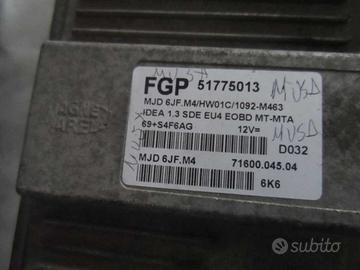 FGP 51775013
MJD 6JF.M4/HW01C/1092-M463
IDEA 1.3 SDE EU4 EOBD MT-MTA
69+S4F6AG 12V=
D032
MJD 6JF.M4 71600.045.04
6K6
subito